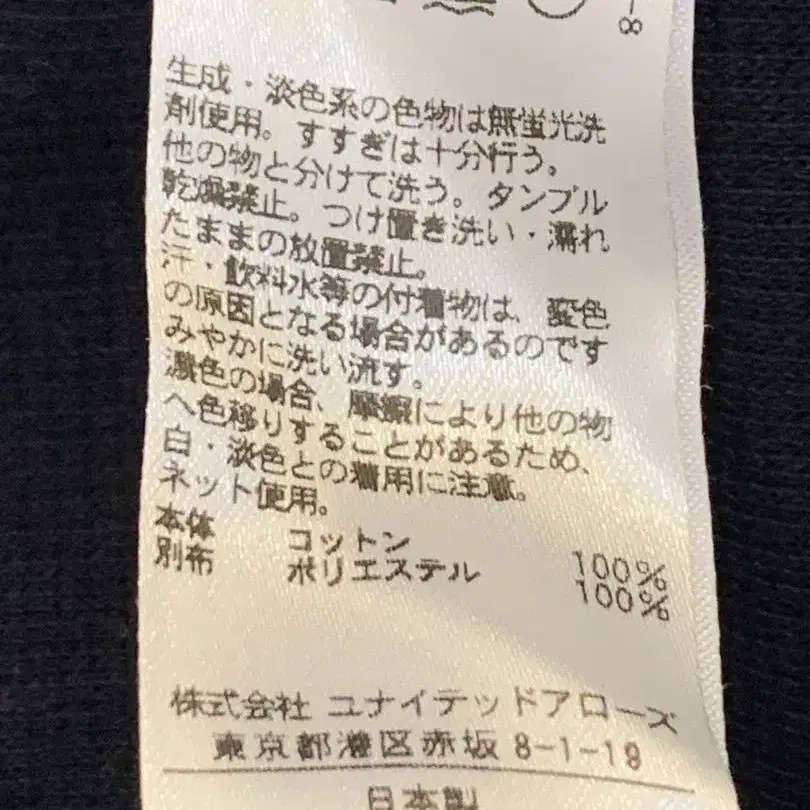 -8
生成・淡色系の色物は無蛍光洗
剤使用。すすぎは十分行う。
他の物と分けて洗う。タンブル
乾燥禁止。つけ置き洗い・濡れ
たままの放置禁止。
汗・飲料水等の付着物は、変色
の原因となる場合があるのです
みやかに洗い流す。
濃色の場合、摩擦により他の物
へ色移りすることがあるため、
白・淡色との着用に注意。
ネット使用。
本体 コットン 100%
別布 ポリエステル 100%
株式会社 ユナイテッドアローズ
東京都港区赤坂 8-1-19
日本製